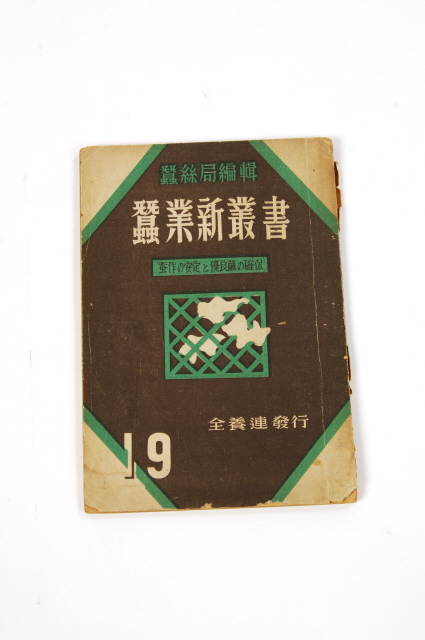 蠶絲局編輯
蠶業新叢書
蚕作の安定と優良繭の確保
全養連發行
19